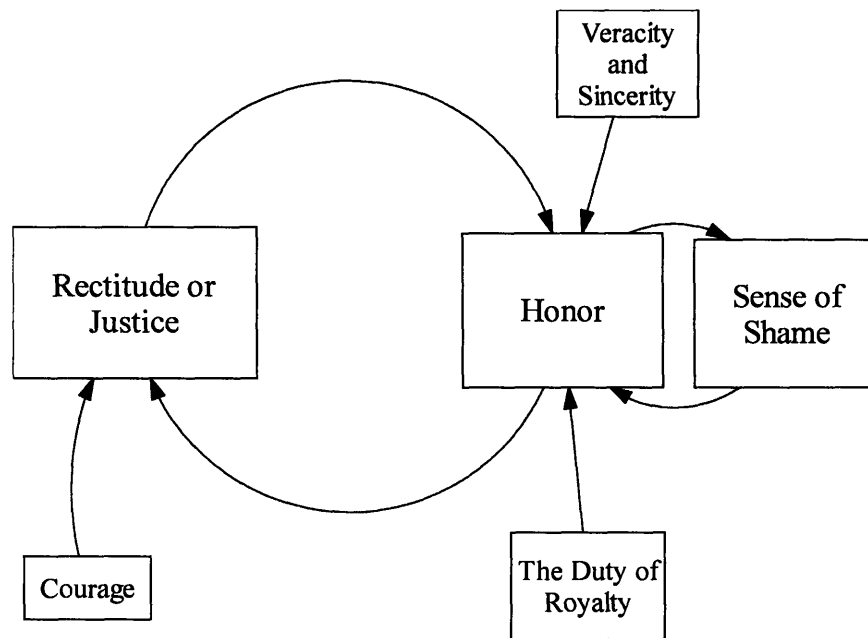 Veracity
and
Sincerity
Rectitude or
Justice
Honor
Sense of
Shame
Courage
The Duty of
Royalty